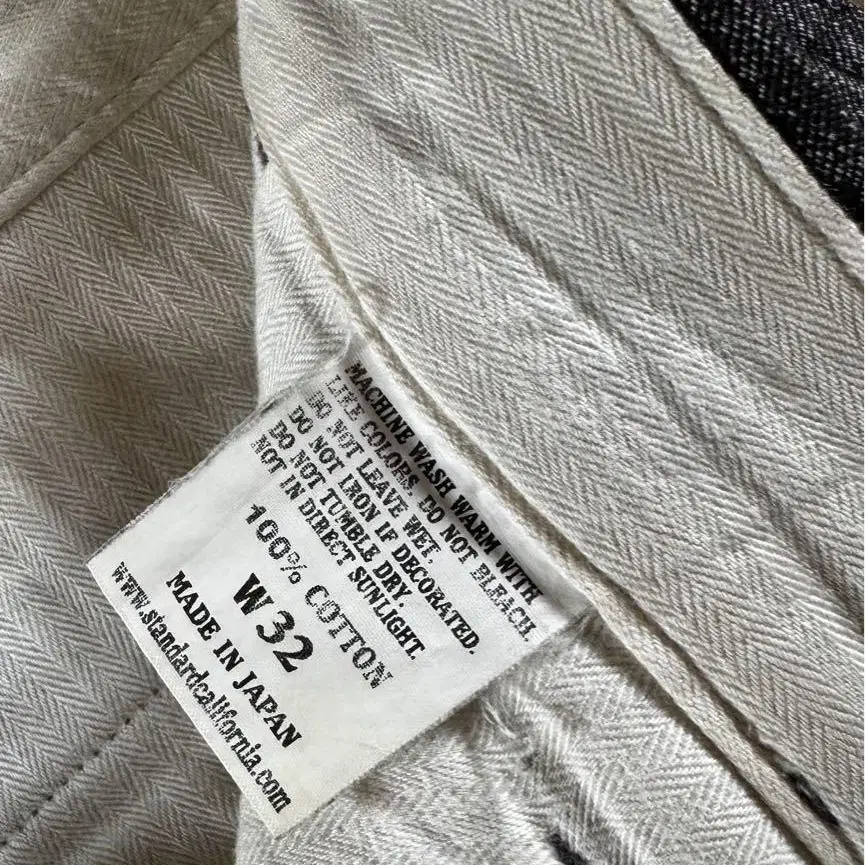 MACHINE WASH WARM WITH
LIKE COLORS. DO NOT BLEACH.
DO NOT LEAVE WET.
DO NOT IRON IF DECORATED.
DO NOT TUMBLE DRY.
NOT IN DIRECT SUNLIGHT.
100% COTTON
W 32
MADE IN JAPAN
www.standardcalifornia.com